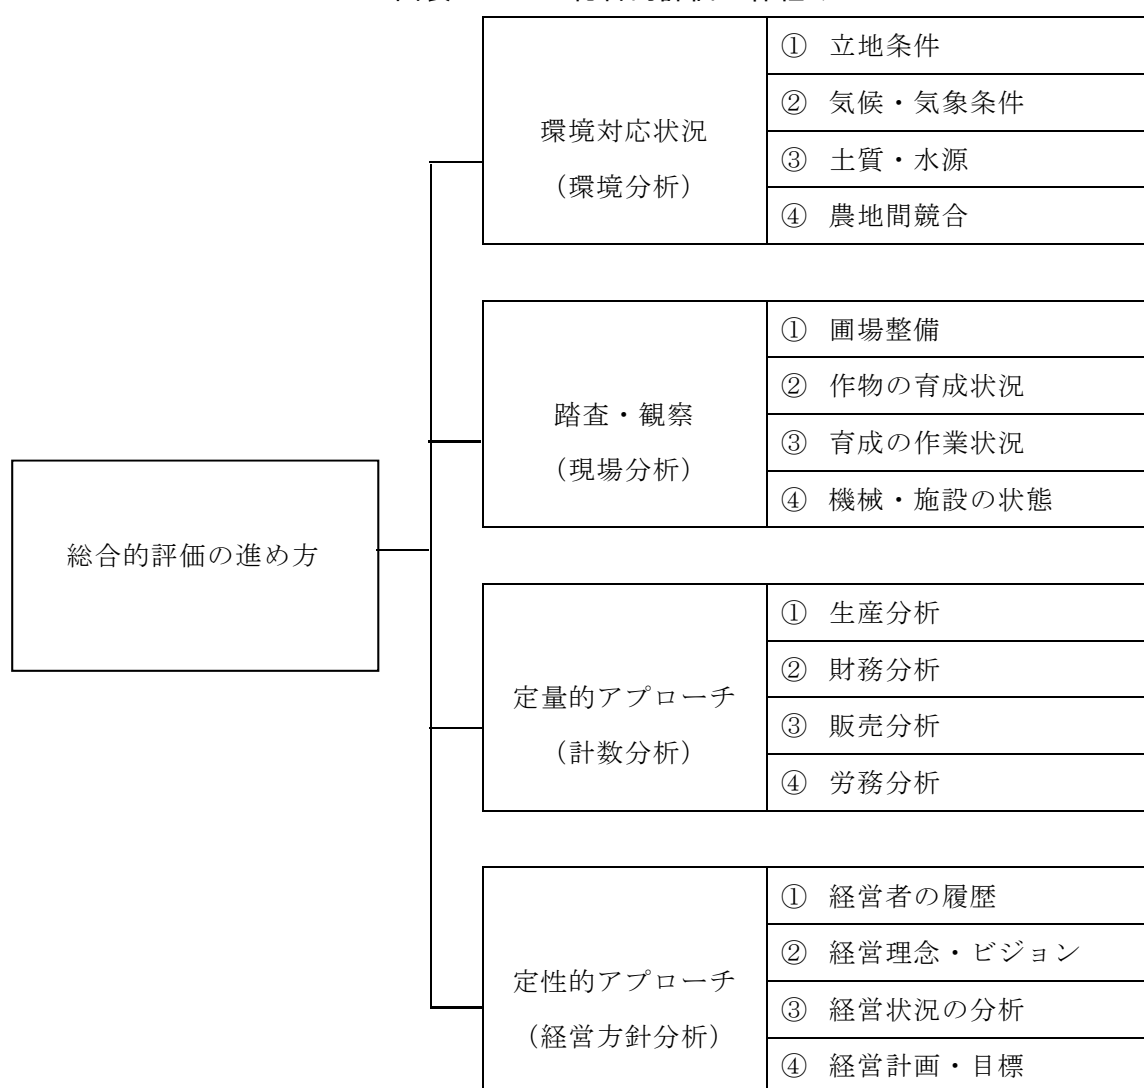 総合的評価の進め方
環境対応状況
（環境分析）
① 立地条件
② 気候・気象条件
③ 土質・水源
④ 農地間競合
踏査・観察
（現場分析）
① 圃場整備
② 作物の育成状況
③ 育成の作業状況
④ 機械・施設の状態
定量的アプローチ
（計数分析）
① 生産分析
② 財務分析
③ 販売分析
④ 労務分析
定性的アプローチ
（経営方針分析）
① 経営者の履歴
② 経営理念・ビジョン
③ 経営状況の分析
④ 経営計画・目標